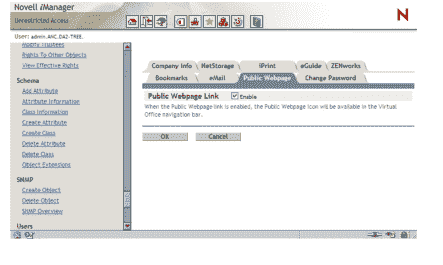 Novell iManager
Unrestricted Access
N
User: admin.ANC.DA2-TREE.
Modify Trustees
Rights To Other Objects
View Effective Rights
Schema
Add Attribute
Attribute Information
Class Information
Create Attribute
Create Class
Delete Attribute
Delete Class
Object Extensions
SNMP
Create Object
Delete Object
SNMP Overview
Users
Company Info
NetStorage
iPrint
eGuide
ZENworks
Bookmarks
eMail
Public Webpage
Change Password
Public Webpage Link
Enable
When the Public Webpage link is enabled, the Public Webpage icon will be available in the Virtual
Office navigation bar.
OK
Cancel